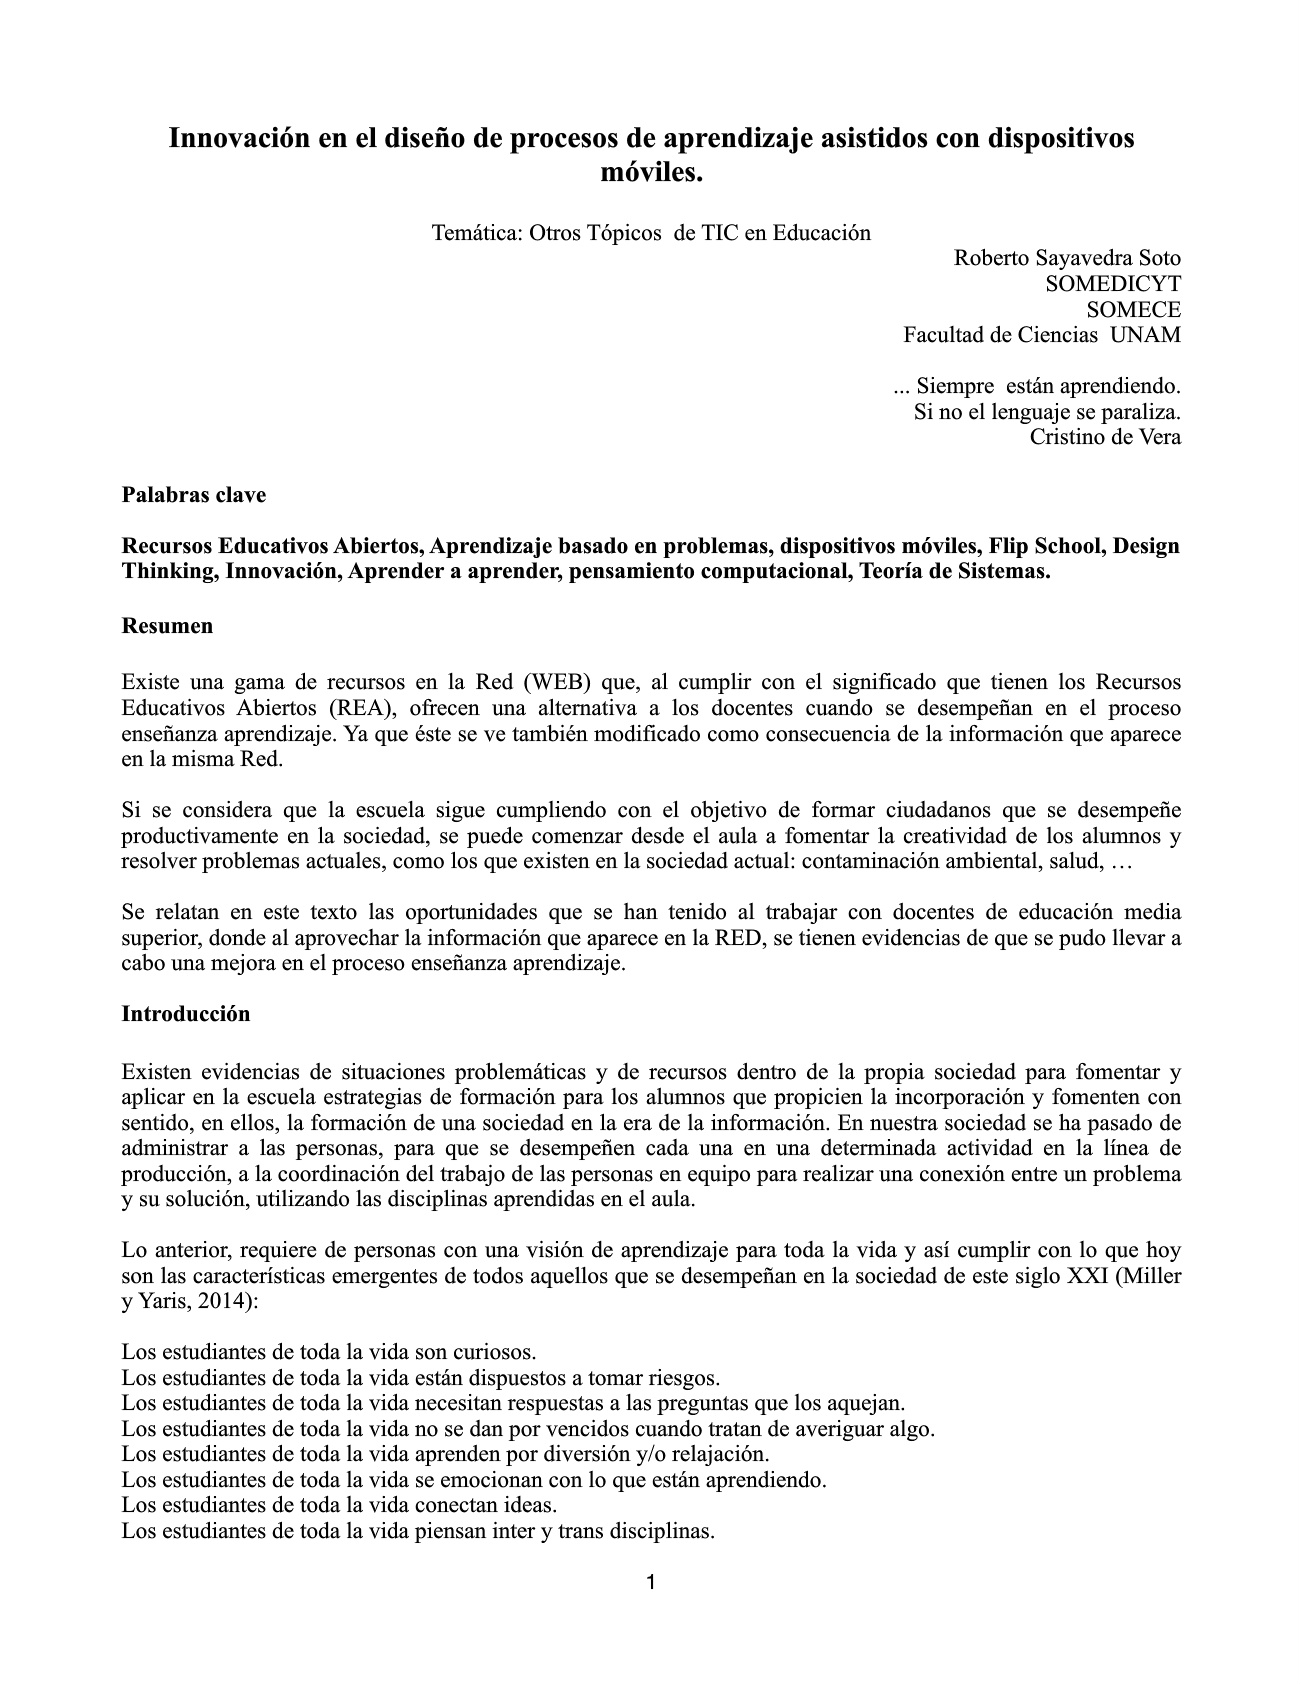 Innovación en el diseño de procesos de aprendizaje asistidos con dispositivos
móviles.
Temática: Otros Tópicos  de TIC en Educación
Roberto Sayavedra Soto
SOMEDICYT
SOMECE
Facultad de Ciencias  UNAM
... Siempre  están aprendiendo.
Si no el lenguaje se paraliza.
Cristino de Vera
Palabras clave
Recursos Educativos Abiertos, Aprendizaje basado en problemas, dispositivos móviles, Flip School, Design
Thinking, Innovación, Aprender a aprender, pensamiento computacional, Teoría de Sistemas.
Resumen
Existe una gama de recursos en la Red (WEB) que, al cumplir con el significado que tienen los Recursos
Educativos Abiertos (REA), ofrecen una alternativa a los docentes cuando se desempeñan en el proceso
enseñanza aprendizaje. Ya que éste se ve también modificado como consecuencia de la información que aparece
en la misma Red.
Si se considera que la escuela sigue cumpliendo con el objetivo de formar ciudadanos que se desempeñe
productivamente en la sociedad, se puede comenzar desde el aula a fomentar la creatividad de los alumnos y
resolver problemas actuales, como los que existen en la sociedad actual: contaminación ambiental, salud, …
Se relatan en este texto las oportunidades que se han tenido al trabajar con docentes de educación media
superior, donde al aprovechar la información que aparece en la RED, se tienen evidencias de que se pudo llevar a
cabo una mejora en el proceso enseñanza aprendizaje.
Introducción
Existen evidencias de situaciones problemáticas y de recursos dentro de la propia sociedad para fomentar y
aplicar en la escuela estrategias de formación para los alumnos que propicien la incorporación y fomenten con
sentido, en ellos, la formación de una sociedad en la era de la información. En nuestra sociedad se ha pasado de
administrar a las personas, para que se desempeñen cada una en una determinada actividad en la línea de
producción, a la coordinación del trabajo de las personas en equipo para realizar una conexión entre un problema
y su solución, utilizando las disciplinas aprendidas en el aula.
Lo anterior, requiere de personas con una visión de aprendizaje para toda la vida y así cumplir con lo que hoy
son las características emergentes de todos aquellos que se desempeñan en la sociedad de este siglo XXI (Miller
y Yaris, 2014):
Los estudiantes de toda la vida son curiosos.
Los estudiantes de toda la vida están dispuestos a tomar riesgos.
Los estudiantes de toda la vida necesitan respuestas a las preguntas que los aquejan.
Los estudiantes de toda la vida no se dan por vencidos cuando tratan de averiguar algo.
Los estudiantes de toda la vida aprenden por diversión y/o relajación.
Los estudiantes de toda la vida se emocionan con lo que están aprendiendo.
Los estudiantes de toda la vida conectan ideas.
Los estudiantes de toda la vida piensan inter y trans disciplinas.
1